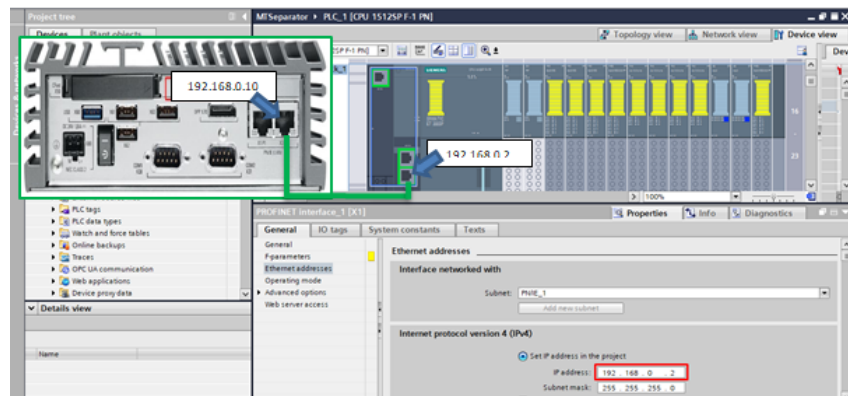 Project tree
MTSeparator ▸ PLC_1 [CPU 1512SP F-1 PN]
Devices
Plant objects
Topology view
Network view
Device view
192.168.0.10
192.168.0.2
100%
PLC tags
PLC data types
Watch and force tables
Online backups
Traces
OPC UA communication
Web applications
Device proxy data
Details view
Name
PROFINET interface_1 [X1]
Properties
Info
Diagnostics
General
IO tags
System constants
Texts
General
F-parameters
Ethernet addresses
Operating mode
Advanced options
Web server access
Ethernet addresses
Interface networked with
Subnet:
PN/IE_1
Add new subnet
Internet protocol version 4 (IPv4)
Set IP address in the project
IP address:
192 . 168 . 0 . 2
Subnet mask:
255 . 255 . 255 . 0